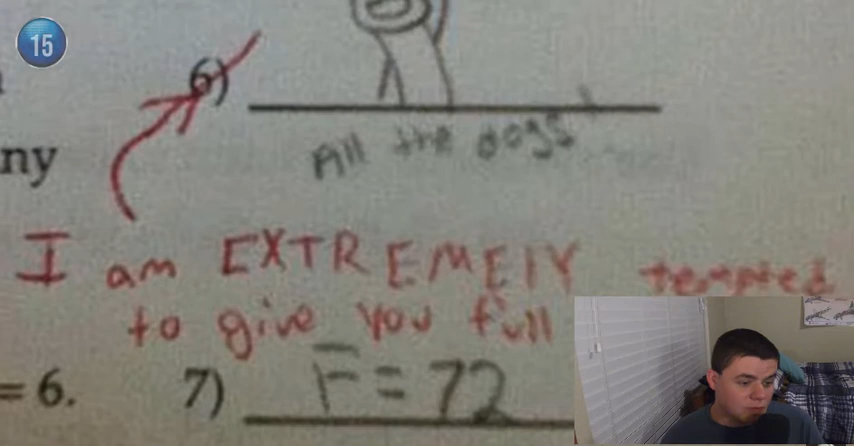 15
6)
All the dogs
ny
I am EXTREMElY tempted
to give you full
= 6. 7) F = 72